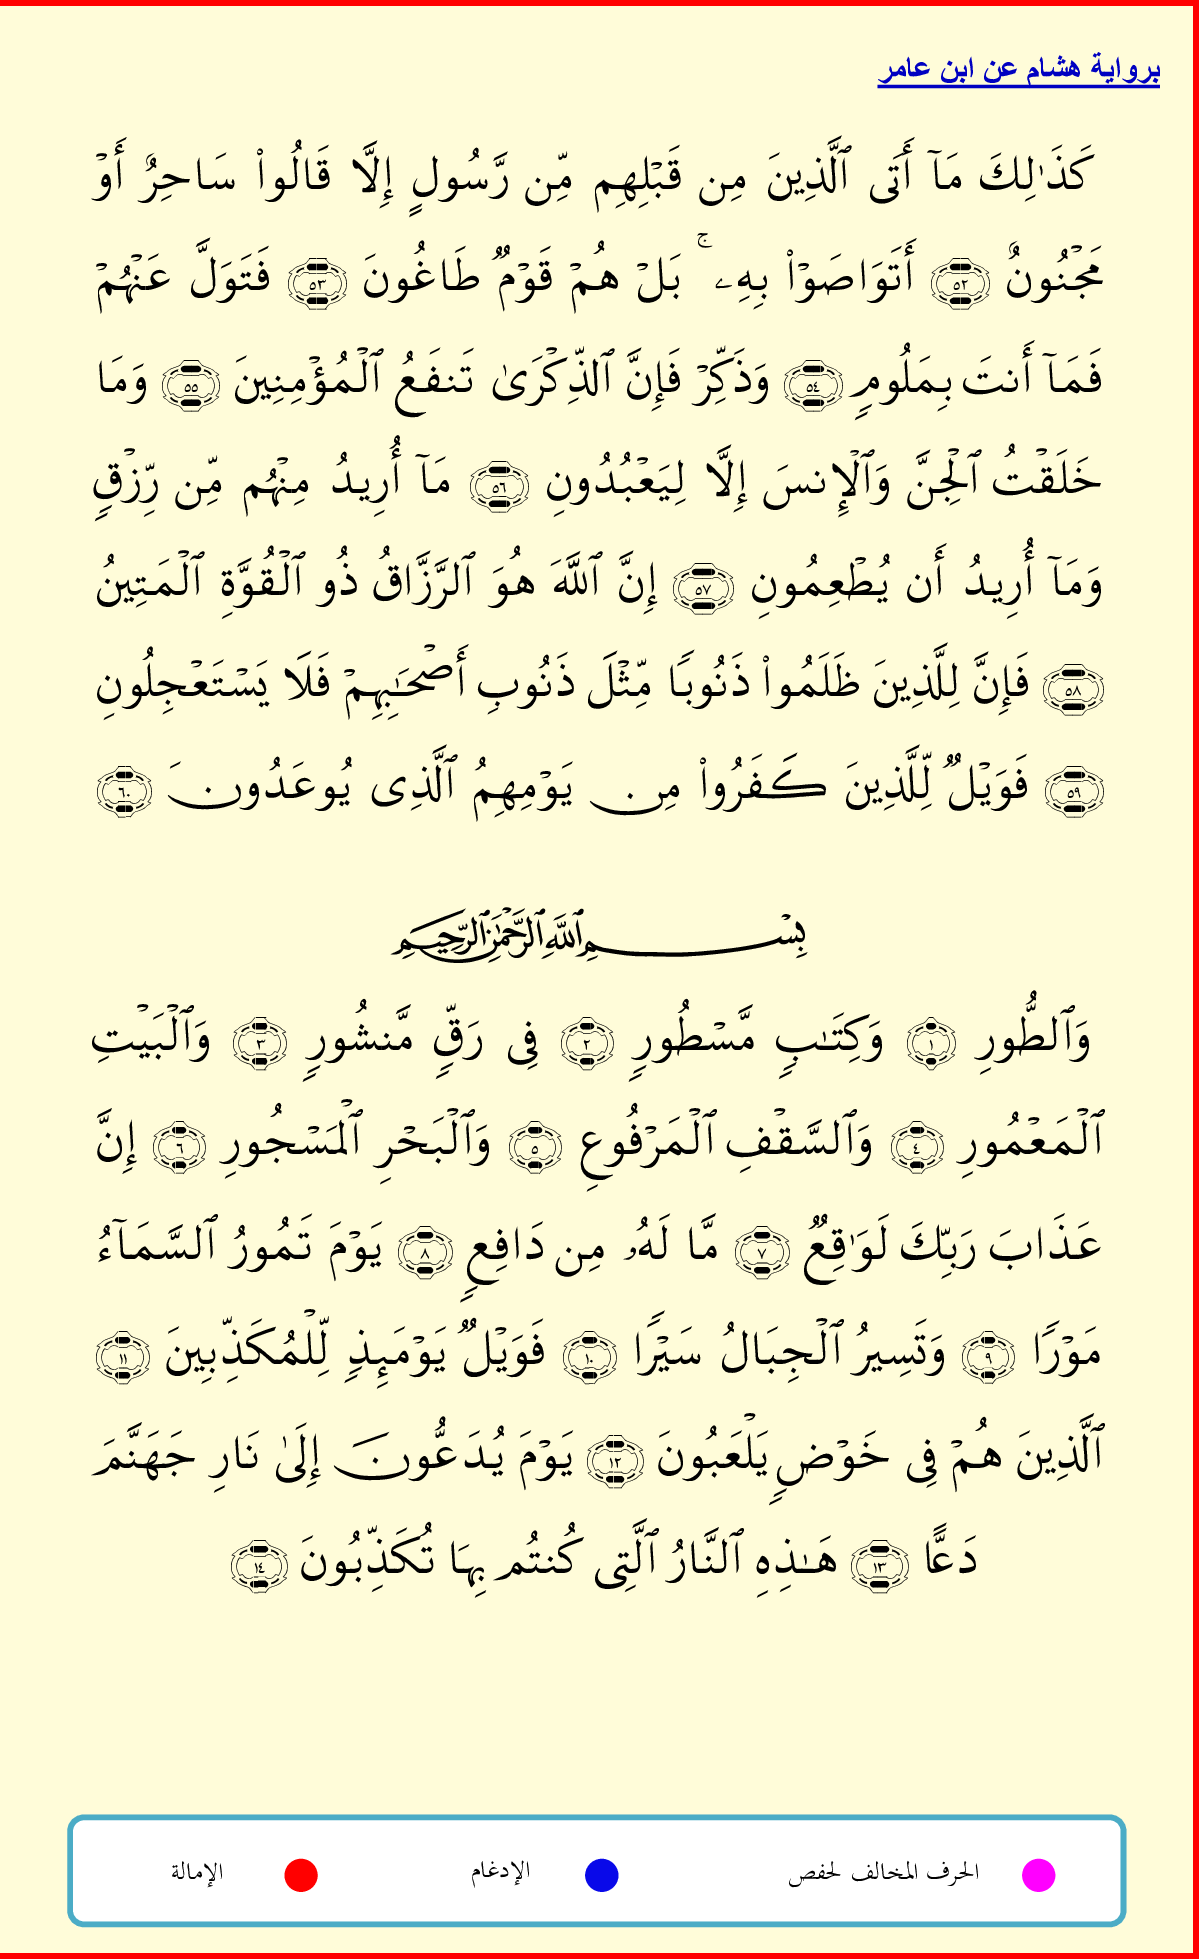 برواية هشام عن ابن عامر
كَذَٰلِكَ مَآ أَتَى ٱلَّذِينَ مِن قَبْلِهِم مِّن رَّسُولٍ إِلَّا قَالُوا۟ سَاحِرٌ أَوْ
مَجْنُونٌ ٥٢ أَتَوَاصَوْا۟ بِهِۦ ۚ بَلْ هُمْ قَوْمٌ طَاغُونَ ٥٣ فَتَوَلَّ عَنْهُمْ
فَمَآ أَنتَ بِمَلُومٍ ٥٤ وَذَكِّرْ فَإِنَّ ٱلذِّكْرَىٰ تَنفَعُ ٱلْمُؤْمِنِينَ ٥٥ وَمَا
خَلَقْتُ ٱلْجِنَّ وَٱلْإِنسَ إِلَّا لِيَعْبُدُونِ ٥٦ مَآ أُرِيدُ مِنْهُم مِّن رِّزْقٍ
وَمَآ أُرِيدُ أَن يُطْعِمُونِ ٥٧ إِنَّ ٱللَّهَ هُوَ ٱلرَّزَّاقُ ذُو ٱلْقُوَّةِ ٱلْمَتِينُ
٥٨ فَإِنَّ لِلَّذِينَ ظَلَمُوا۟ ذَنُوبًا مِّثْلَ ذَنُوبِ أَصْحَـٰبِهِمْ فَلَا يَسْتَعْجِلُونِ
٥٩ فَوَيْلٌ لِّلَّذِينَ كَفَرُوا۟ مِن يَوْمِهِمُ ٱلَّذِى يُوعَدُونَ ٦٠
بِسْمِ ٱللَّهِ ٱلرَّحْمَـٰنِ ٱلرَّحِيمِ
وَٱلطُّورِ ١ وَكِتَـٰبٍ مَّسْطُورٍ ٢ فِى رَقٍّ مَّنشُورٍ ٣ وَٱلْبَيْتِ
ٱلْمَعْمُورِ ٤ وَٱلسَّقْفِ ٱلْمَرْفُوعِ ٥ وَٱلْبَحْرِ ٱلْمَسْجُورِ ٦ إِنَّ
عَذَابَ رَبِّكَ لَوَٰقِعٌ ٧ مَّا لَهُۥ مِن دَافِعٍ ٨ يَوْمَ تَمُورُ ٱلسَّمَآءُ
مَوْرًا ٩ وَتَسِيرُ ٱلْجِبَالُ سَيْرًا ١٠ فَوَيْلٌ يَوْمَئِذٍ لِّلْمُكَذِّبِينَ ١١
ٱلَّذِينَ هُمْ فِى خَوْضٍ يَلْعَبُونَ ١٢ يَوْمَ يُدَعُّونَ إِلَىٰ نَارِ جَهَنَّمَ
دَعًّا ١٣ هَـٰذِهِ ٱلنَّارُ ٱلَّتِى كُنتُم بِهَا تُكَذِّبُونَ ١٤
الحرف المخالف لحفص الإدغام الإمالة